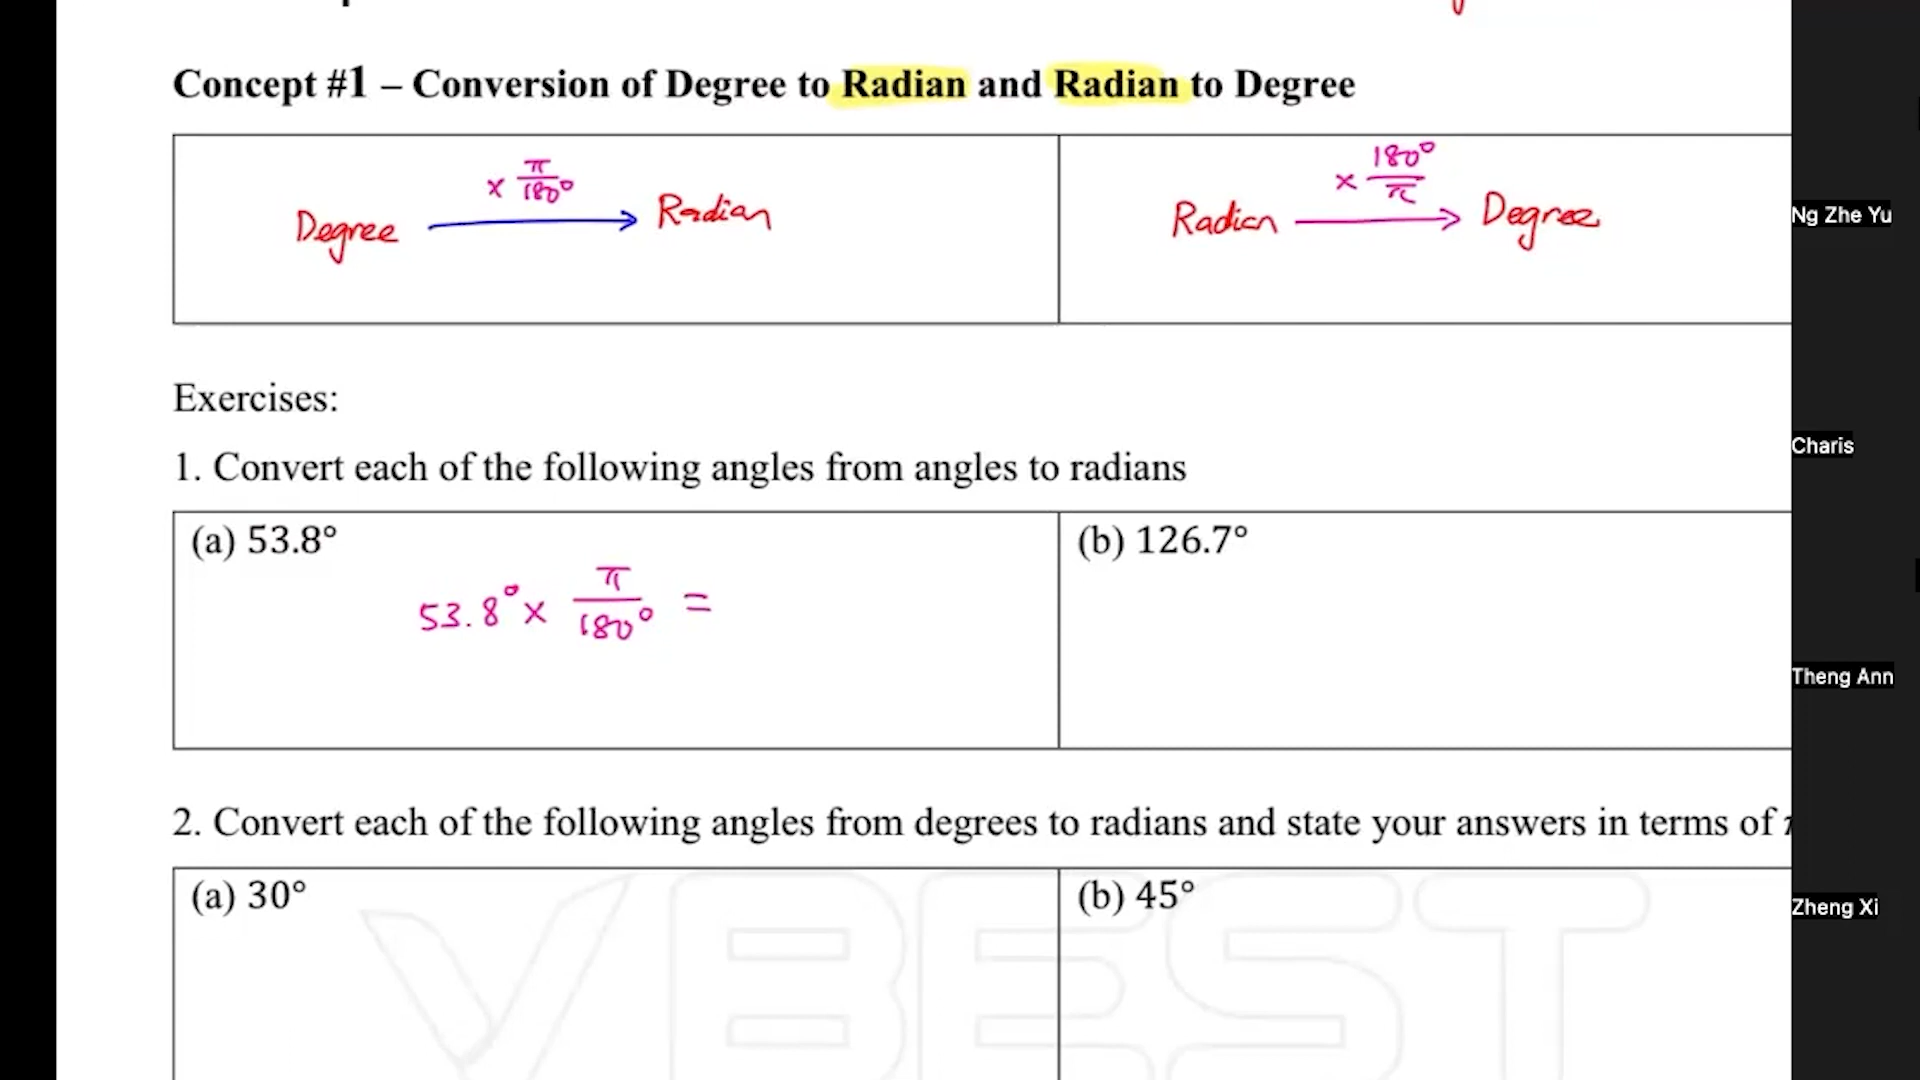 Concept #1 – Conversion of Degree to Radian and Radian to Degree
Degree × π/180° Radian
Radian × 180°/π Degree
Exercises:
1. Convert each of the following angles from angles to radians
(a) 53.8°
53.8° × π/180° =
(b) 126.7°
2. Convert each of the following angles from degrees to radians and state your answers in terms of
(a) 30°
(b) 45°
VBEST
Ng Zhe Yu
Charis
Theng Ann
Zheng Xi